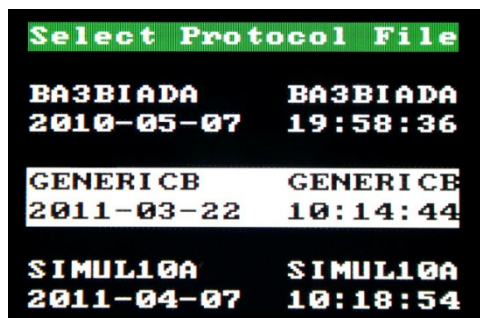 Select Protocol File
BA3BIADA BA3BIADA
2010-05-07 19:58:36
GENERICB GENERICB
2011-03-22 10:14:44
SIMUL10A SIMUL10A
2011-04-07 10:18:54